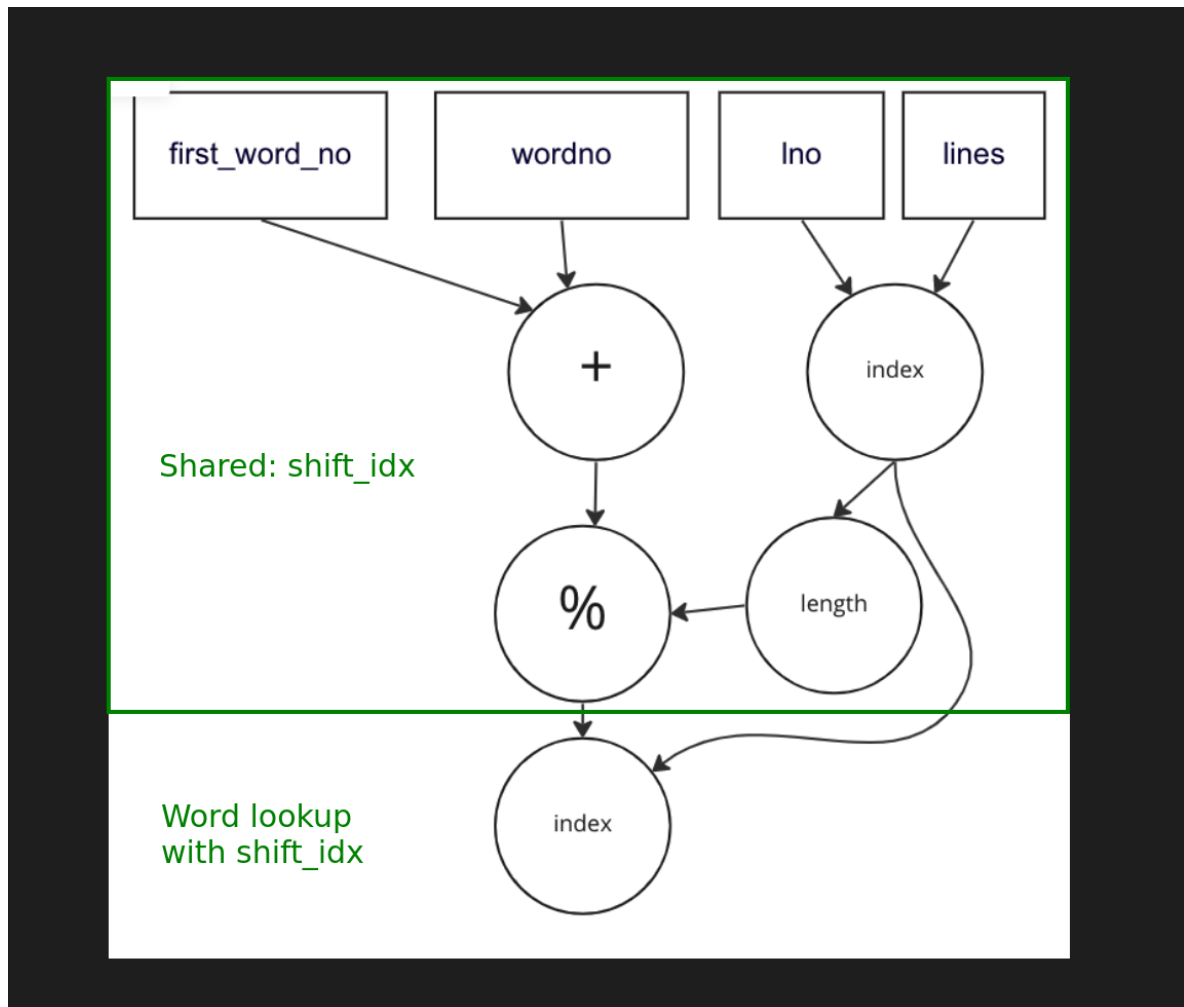 first_word_no
wordno
lno
lines
+
index
Shared: shift_idx
%
length
Word lookup
with shift_idx
index